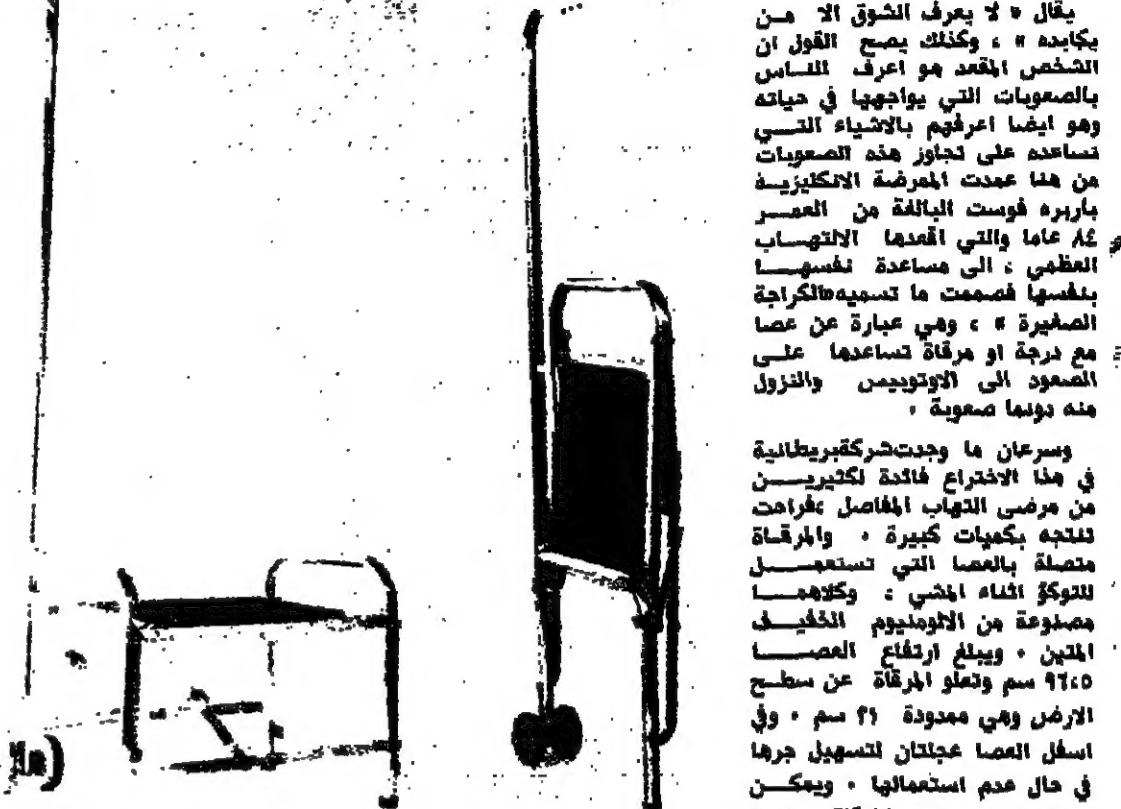 يقال « لا يعرف الشوق الا من
يكابده » ، وكذلك يصح القول ان
الشخص المقعد هو اعرف الناس
بالصعوبات التي يواجهها في حياته
وهو ايضا اعرفهم بالاشياء التي
تساعده على تجاوز هذه الصعوبات
من هنا عمدت الممرضة الانكليزية
باربره فوست البالغة من العمر
٨٤ عاما والتي اقعدها الالتهاب
العظمي ، الى مساعدة نفسها
بنفسها فصممت ما تسميه «الكراجة
الصغيرة » ، وهي عبارة عن عصا
مع درجة او مرقاة تساعدها على
الصعود الى الاوتوبيس والنزول
منه دونما صعوبة ٠
وسرعان ما وجدت شركة بريطانية
في هذا الاختراع فائدة لكثيرين
من مرضى التهاب المفاصل ،فراحت
تنتجه بكميات كبيرة ٠ والمرقاة
متصلة بالعصا التي تستعمل
للتوكؤ اثناء المشي ، وكلاهما
مصنوعة من الالومنيوم الخفيف
المتين ٠ ويبلغ ارتفاع العصا
٩٦،٥ سم وتعلو المرقاة عن سطح
الارض وهي ممدودة ٢١ سم ٠ وفي
اسفل العصا عجلتان لتسهيل جرها
في حال عدم استعمالها ٠ ويمكن